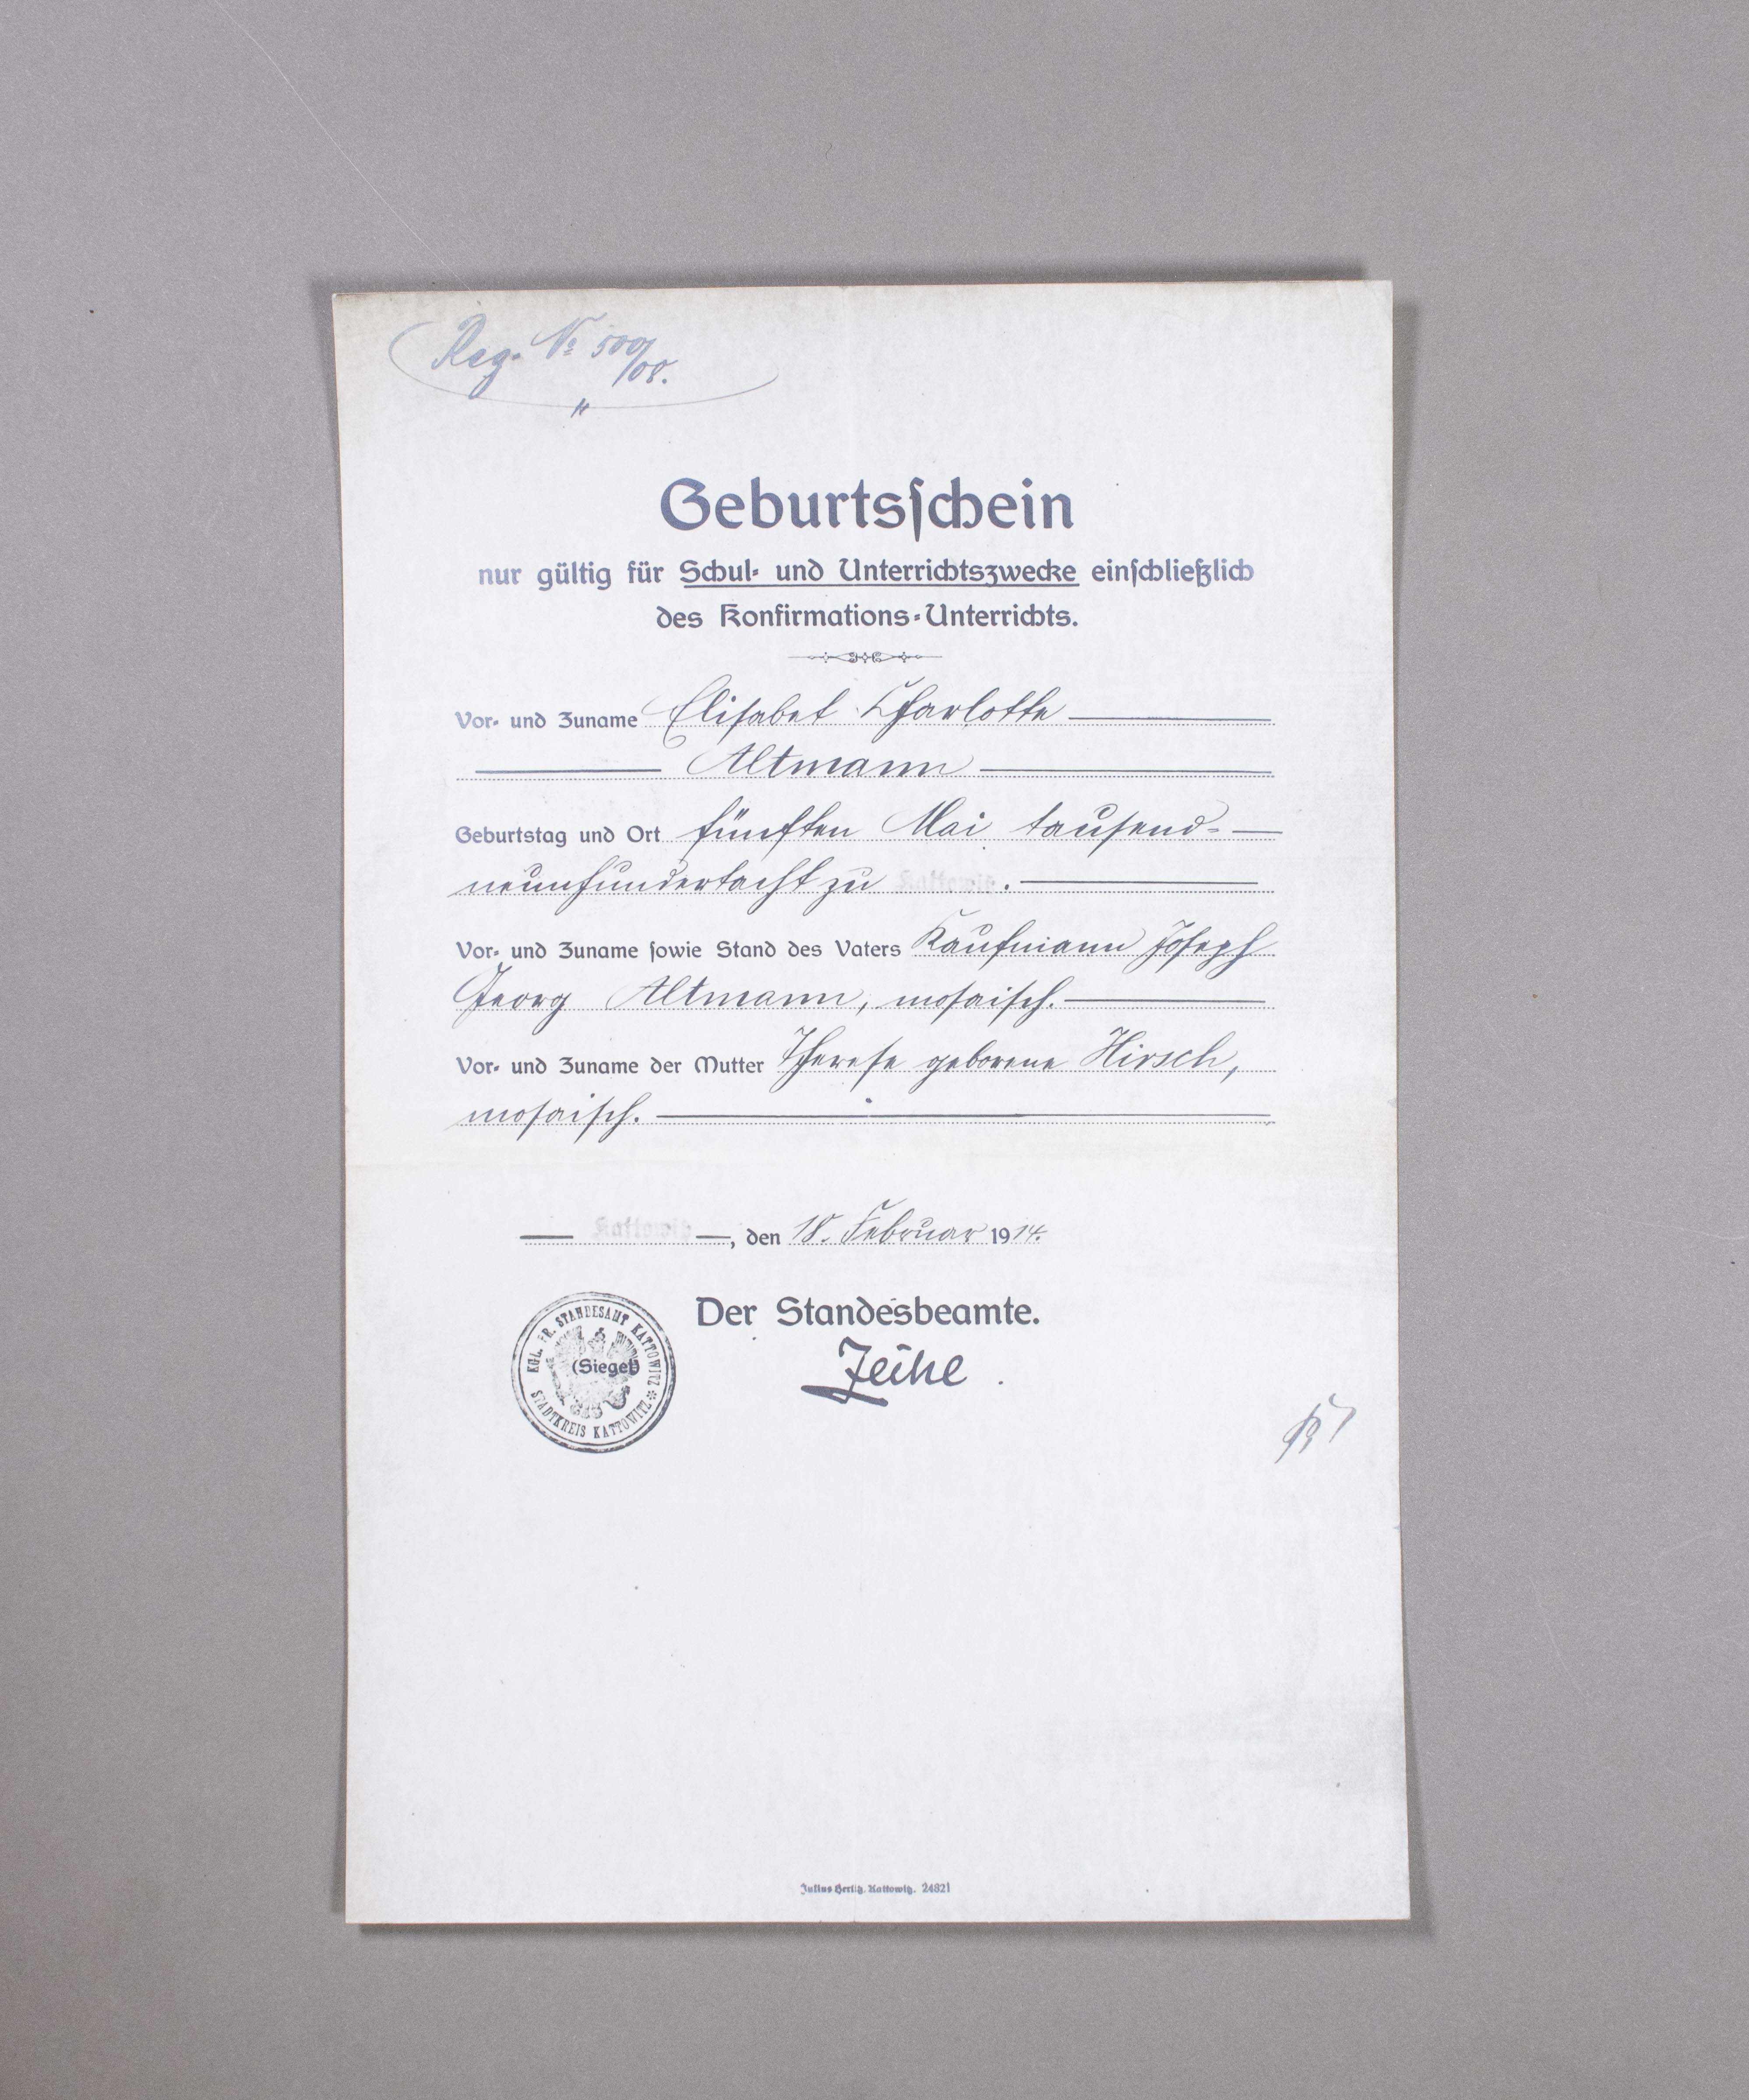 Reg. № 500/08.
Geburtsschein
nur gültig für Schul- und Unterrichtszwecke einschließlich
des Konfirmations-Unterrichts.
Vor- und Zuname Elisabet Charlotte
Altmann
Geburtstag und Ort fünften Mai tausend-
neunhundertacht zu Kattowitz.
Vor- und Zuname sowie Stand des Vaters Kaufmann Joseph
Georg Altmann, mosaisch.
Vor- und Zuname der Mutter Therese geborene Hirsch,
mosaisch.
Kattowitz, den 18. Februar 1914.
Der Standesbeamte.
KGL. PR. STANDESAMT KATTOWITZ
(Siegel)
STADTKREIS KATTOWITZ
Julius Herlitz, Kattowitz. 24821